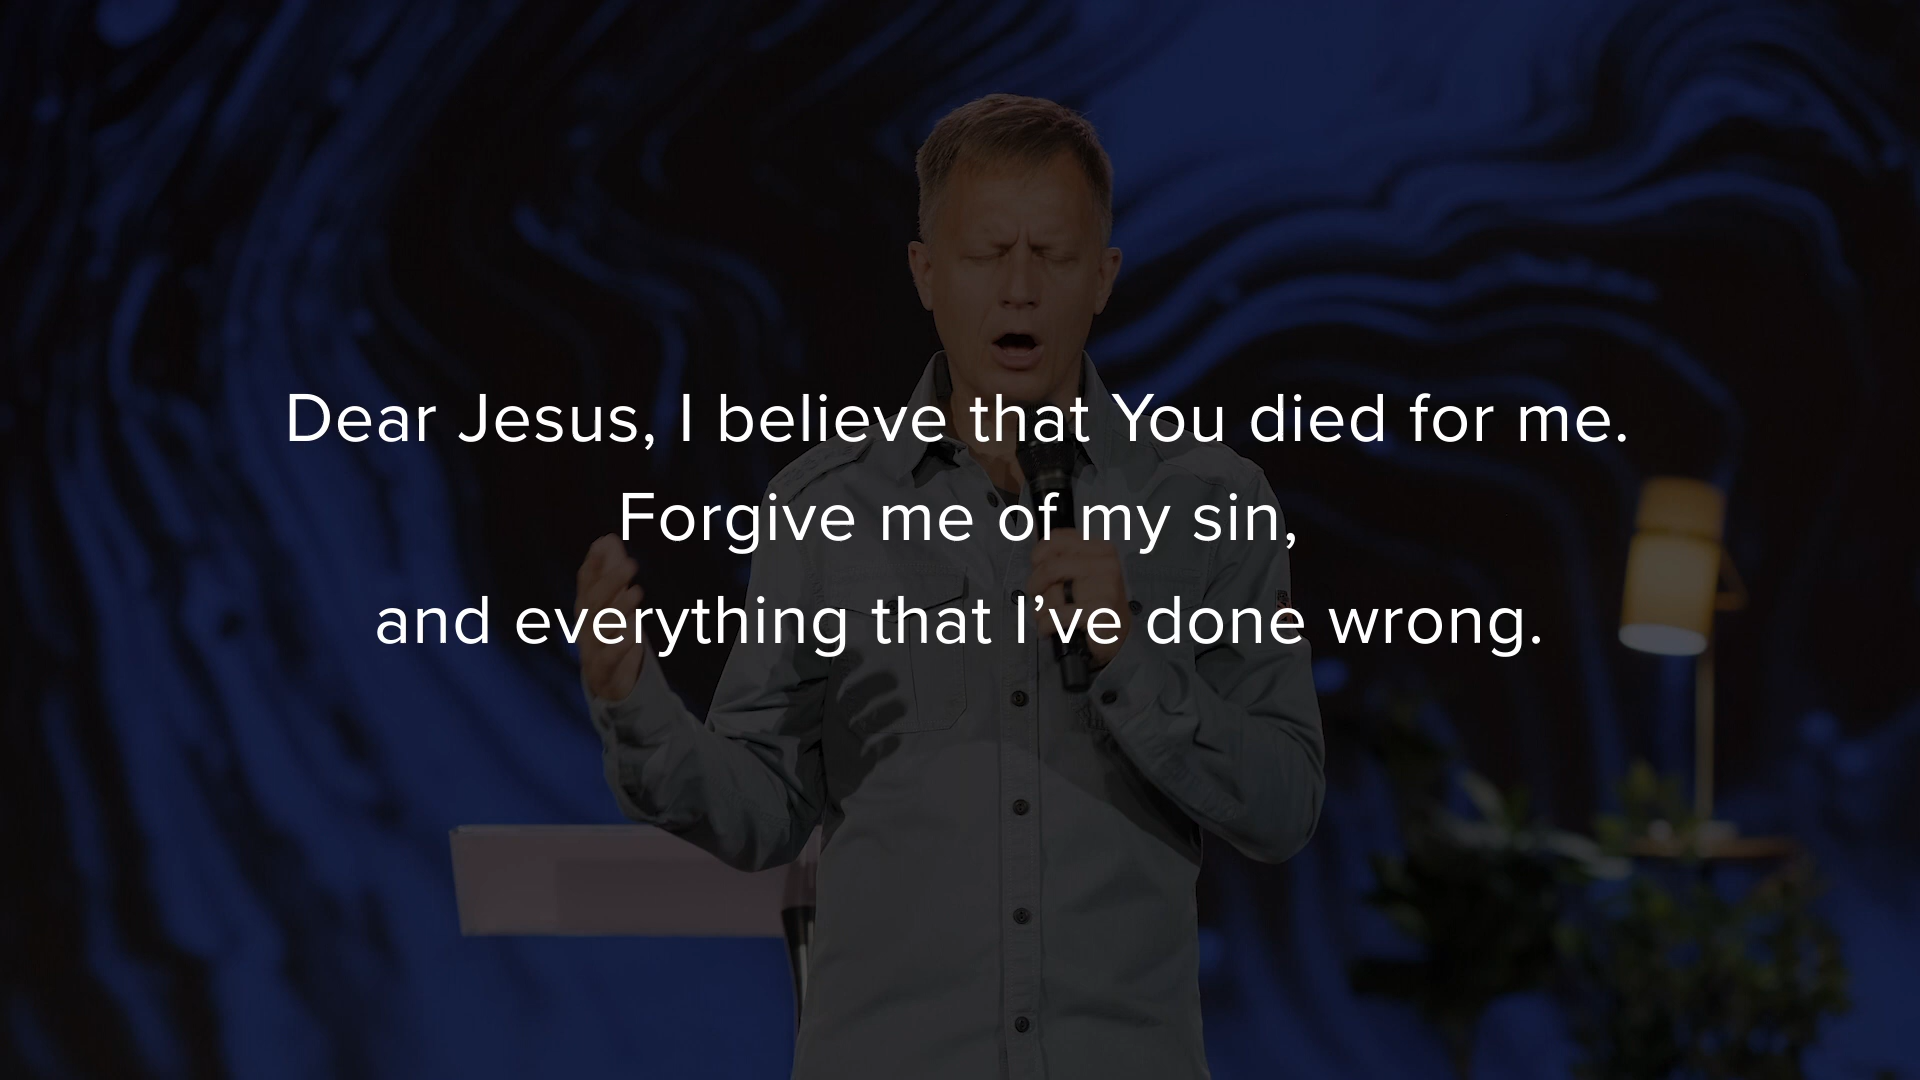 Dear Jesus, I believe that You died for me.
Forgive me of my sin,
and everything that I’ve done wrong.